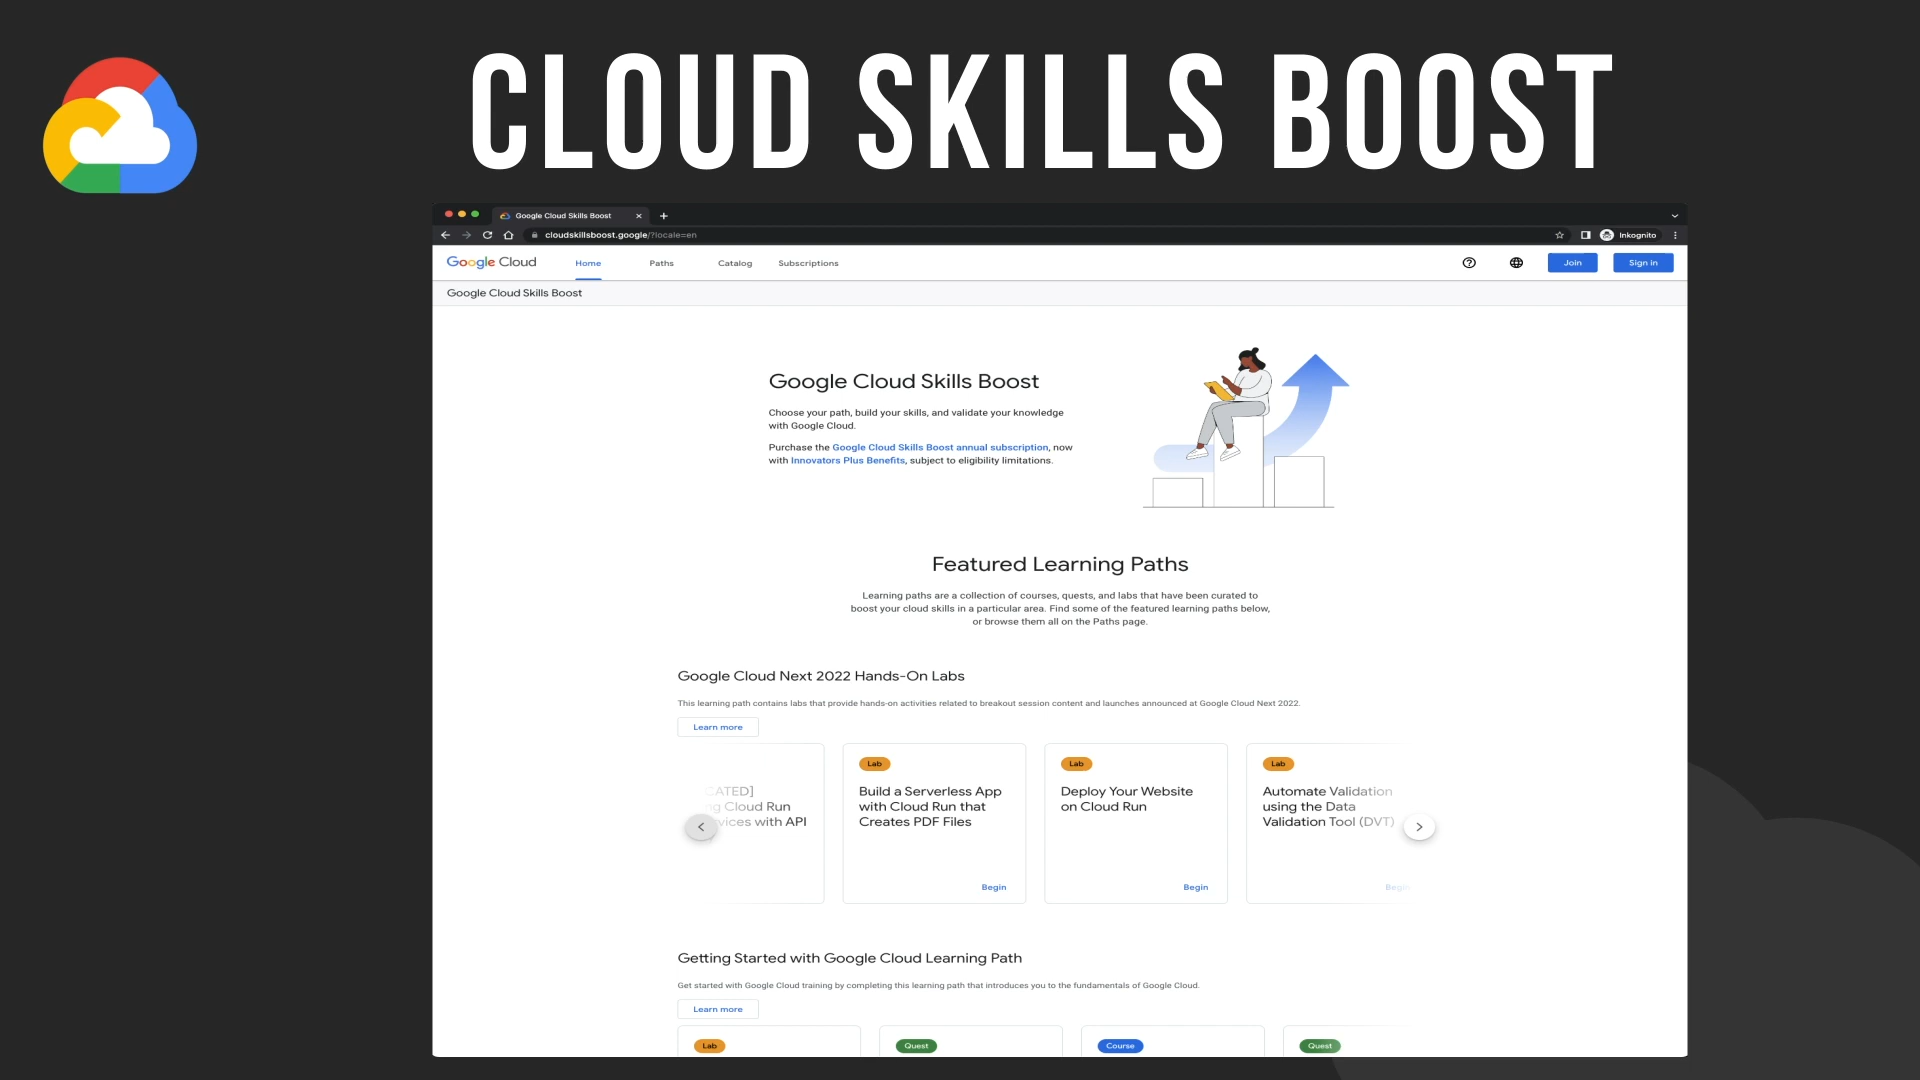 CLOUD SKILLS BOOST
Google Cloud Skills Boost
cloudskillsboost.google/?locale=en
Inkognito
Google Cloud
Home
Paths
Catalog
Subscriptions
Join
Sign in
Google Cloud Skills Boost
Google Cloud Skills Boost
Choose your path, build your skills, and validate your knowledge
with Google Cloud.
Purchase the Google Cloud Skills Boost annual subscription, now
with Innovators Plus Benefits, subject to eligibility limitations.
Featured Learning Paths
Learning paths are a collection of courses, quests, and labs that have been curated to
boost your cloud skills in a particular area. Find some of the featured learning paths below,
or browse them all on the Paths page.
Google Cloud Next 2022 Hands-On Labs
This learning path contains labs that provide hands-on activities related to breakout session content and launches announced at Google Cloud Next 2022.
Learn more
CATED]
ng Cloud Run
vices with API
Lab
Build a Serverless App
with Cloud Run that
Creates PDF Files
Begin
Lab
Deploy Your Website
on Cloud Run
Begin
Lab
Automate Validation
using the Data
Validation Tool (DVT)
Begin
Getting Started with Google Cloud Learning Path
Get started with Google Cloud training by completing this learning path that introduces you to the fundamentals of Google Cloud.
Learn more
Lab
Quest
Course
Quest